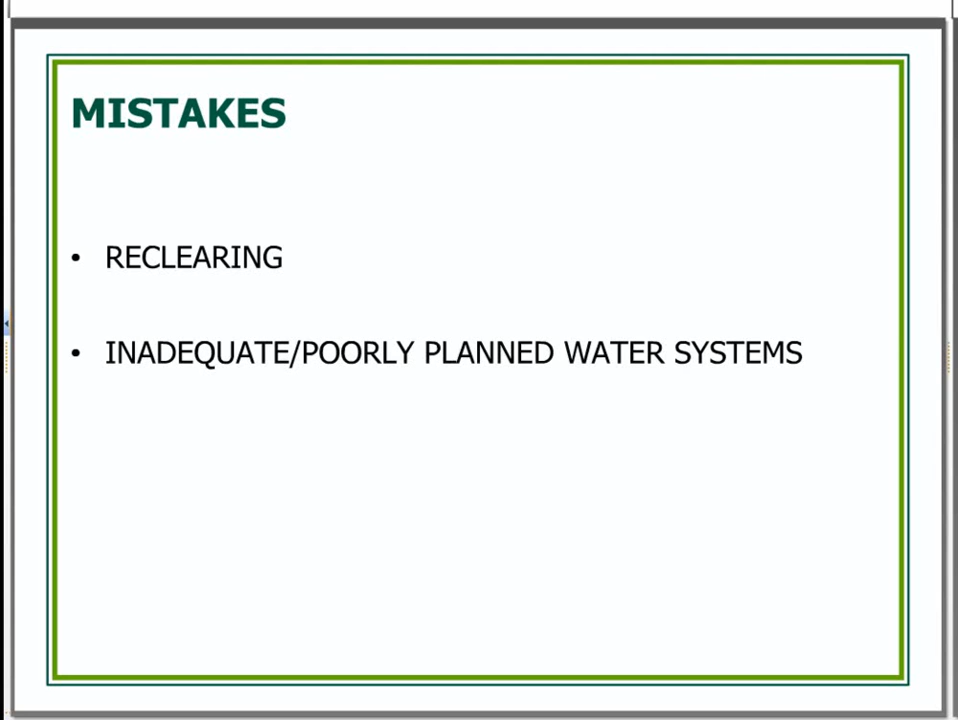 MISTAKES
• RECLEARING
• INADEQUATE/POORLY PLANNED WATER SYSTEMS